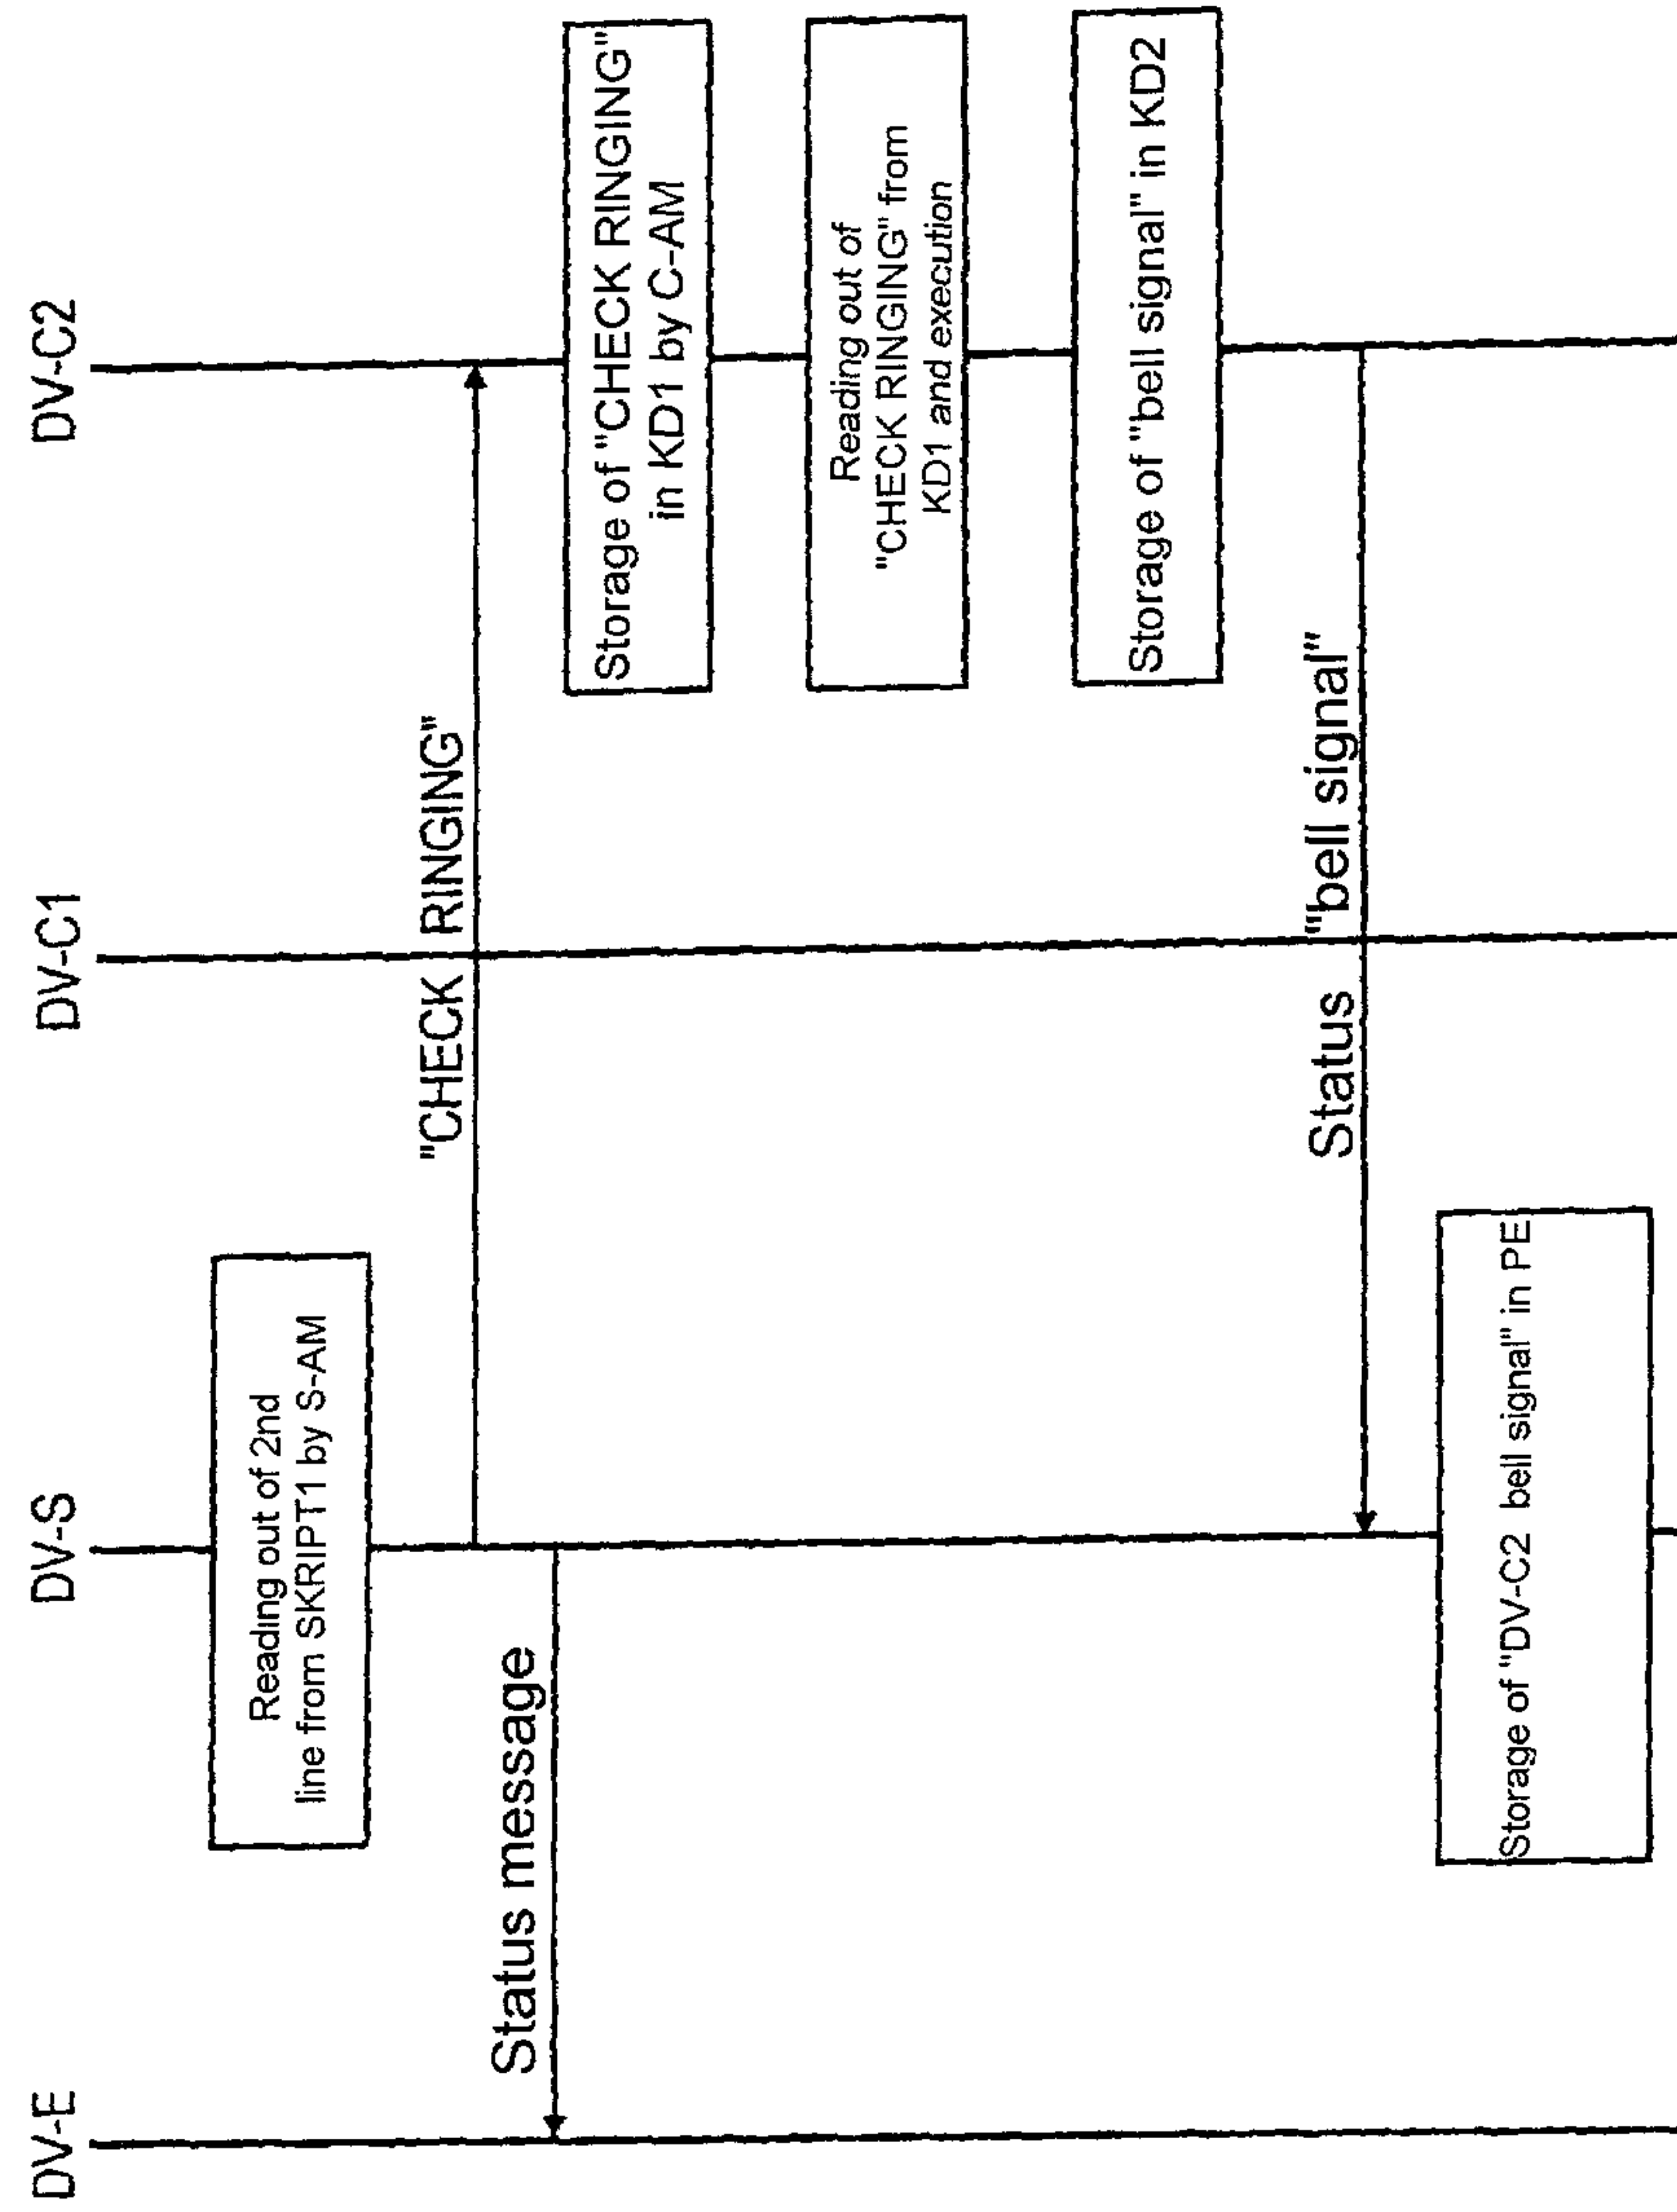 DV-E
DV-S
DV-C1
DV-C2
Reading out of 2nd
line from SKRIPT1 by S-AM
"CHECK RINGING"
Status message
Storage of "CHECK RINGING"
in KD1 by C-AM
Reading out of
"CHECK RINGING" from
KD1 and execution
Storage of "bell signal" in KD2
Status "bell signal"
Storage of "DV-C2 bell signal" in PE